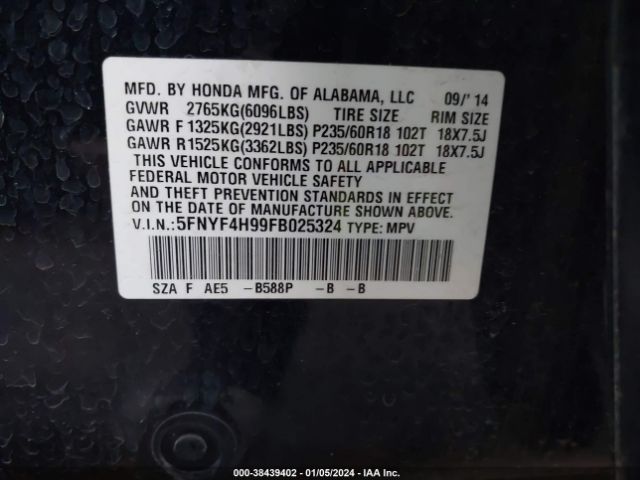 MFD. BY HONDA MFG. OF ALABAMA, LLC 09/'14
GVWR 2765KG(6096LBS) TIRE SIZE RIM SIZE
GAWR F 1325KG(2921LBS) P235/60R18 102T 18X7.5J
GAWR R1525KG(3362LBS) P235/60R18 102T 18X7.5J
THIS VEHICLE CONFORMS TO ALL APPLICABLE
FEDERAL MOTOR VEHICLE SAFETY
AND THEFT PREVENTION STANDARDS IN EFFECT
ON THE DATE OF MANUFACTURE SHOWN ABOVE.
V.I.N.:5FNYF4H99FB025324 TYPE: MPV
SZA F AE5 -B588P -B -B
000-38439402 - 01/05/2024 - IAA Inc.